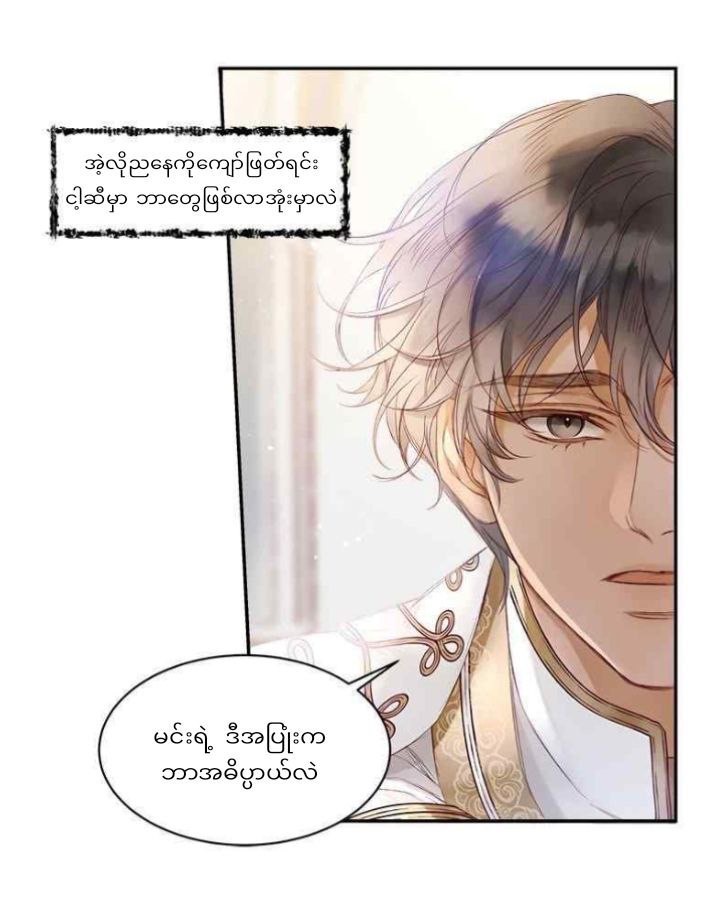 အဲ့လိုညနေကိုကျော်ဖြတ်ရင်း
ငါ့ဆီမှာ ဘာတွေဖြစ်လာအုံးမှာလဲ
မင်းရဲ့ ဒီအပြုံးက
ဘာအဓိပ္ပာယ်လဲ